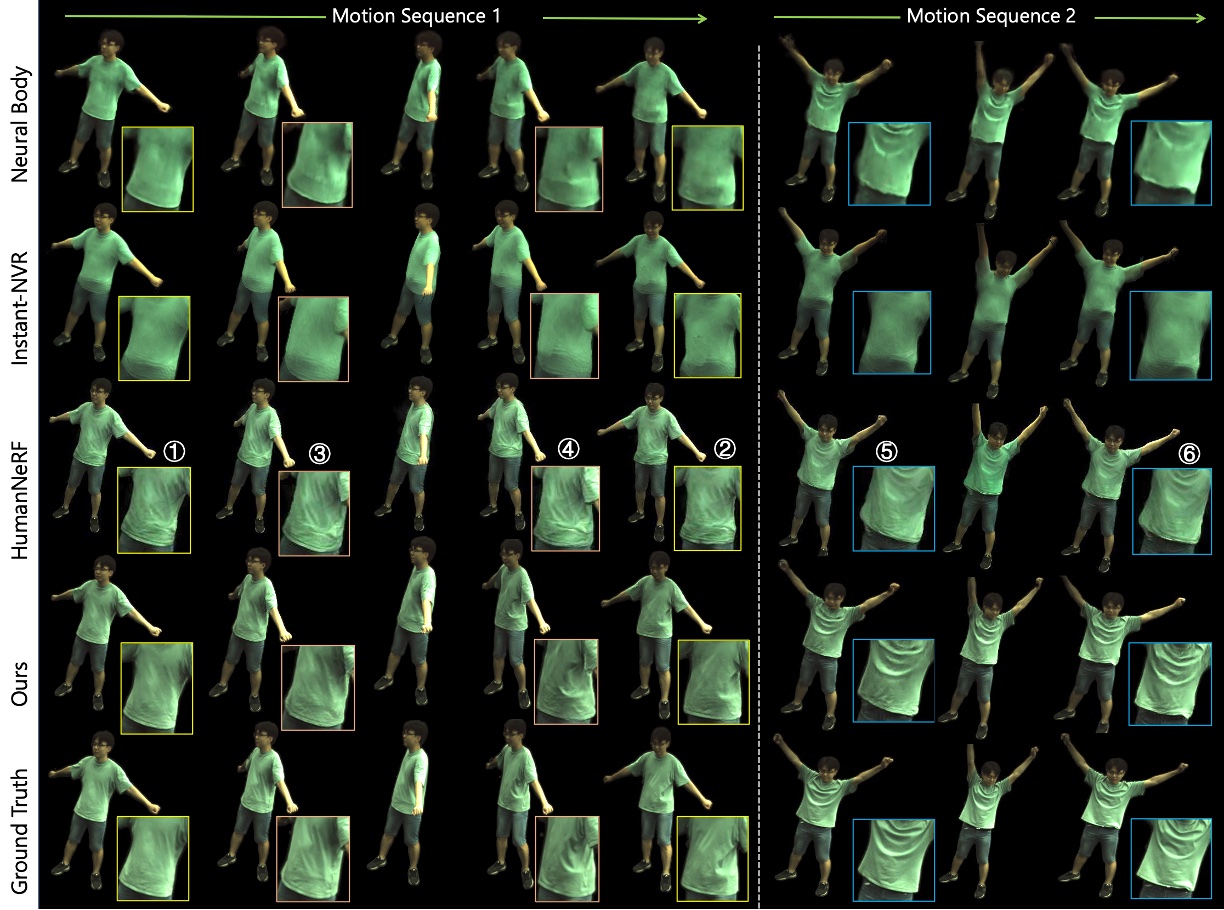 Motion Sequence 1
Motion Sequence 2
Neural Body
Instant-NVR
HumanNeRF
① ③ ④ ② ⑤ ⑥
Ours
Ground Truth